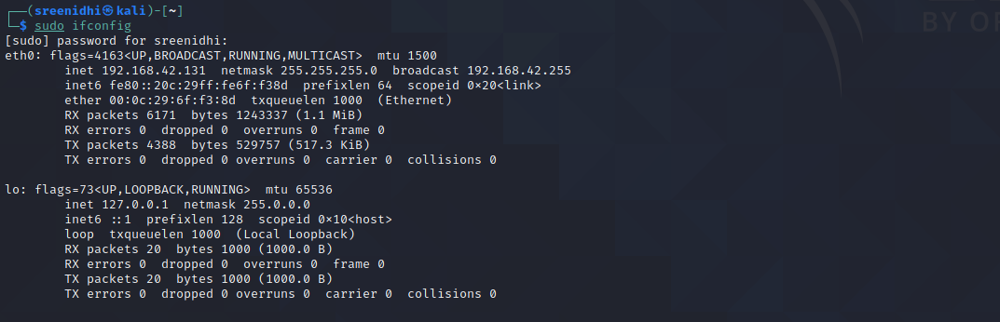 ┌──(sreenidhi㉿kali)-[~]
└─$ sudo ifconfig
[sudo] password for sreenidhi:
eth0: flags=4163<UP,BROADCAST,RUNNING,MULTICAST>  mtu 1500
        inet 192.168.42.131  netmask 255.255.255.0  broadcast 192.168.42.255
        inet6 fe80::20c:29ff:fe6f:f38d  prefixlen 64  scopeid 0x20<link>
        ether 00:0c:29:6f:f3:8d  txqueuelen 1000  (Ethernet)
        RX packets 6171  bytes 1243337 (1.1 MiB)
        RX errors 0  dropped 0  overruns 0  frame 0
        TX packets 4388  bytes 529757 (517.3 KiB)
        TX errors 0  dropped 0 overruns 0  carrier 0  collisions 0

lo: flags=73<UP,LOOPBACK,RUNNING>  mtu 65536
        inet 127.0.0.1  netmask 255.0.0.0
        inet6 ::1  prefixlen 128  scopeid 0x10<host>
        loop  txqueuelen 1000  (Local Loopback)
        RX packets 20  bytes 1000 (1000.0 B)
        RX errors 0  dropped 0  overruns 0  frame 0
        TX packets 20  bytes 1000 (1000.0 B)
        TX errors 0  dropped 0 overruns 0  carrier 0  collisions 0
BY